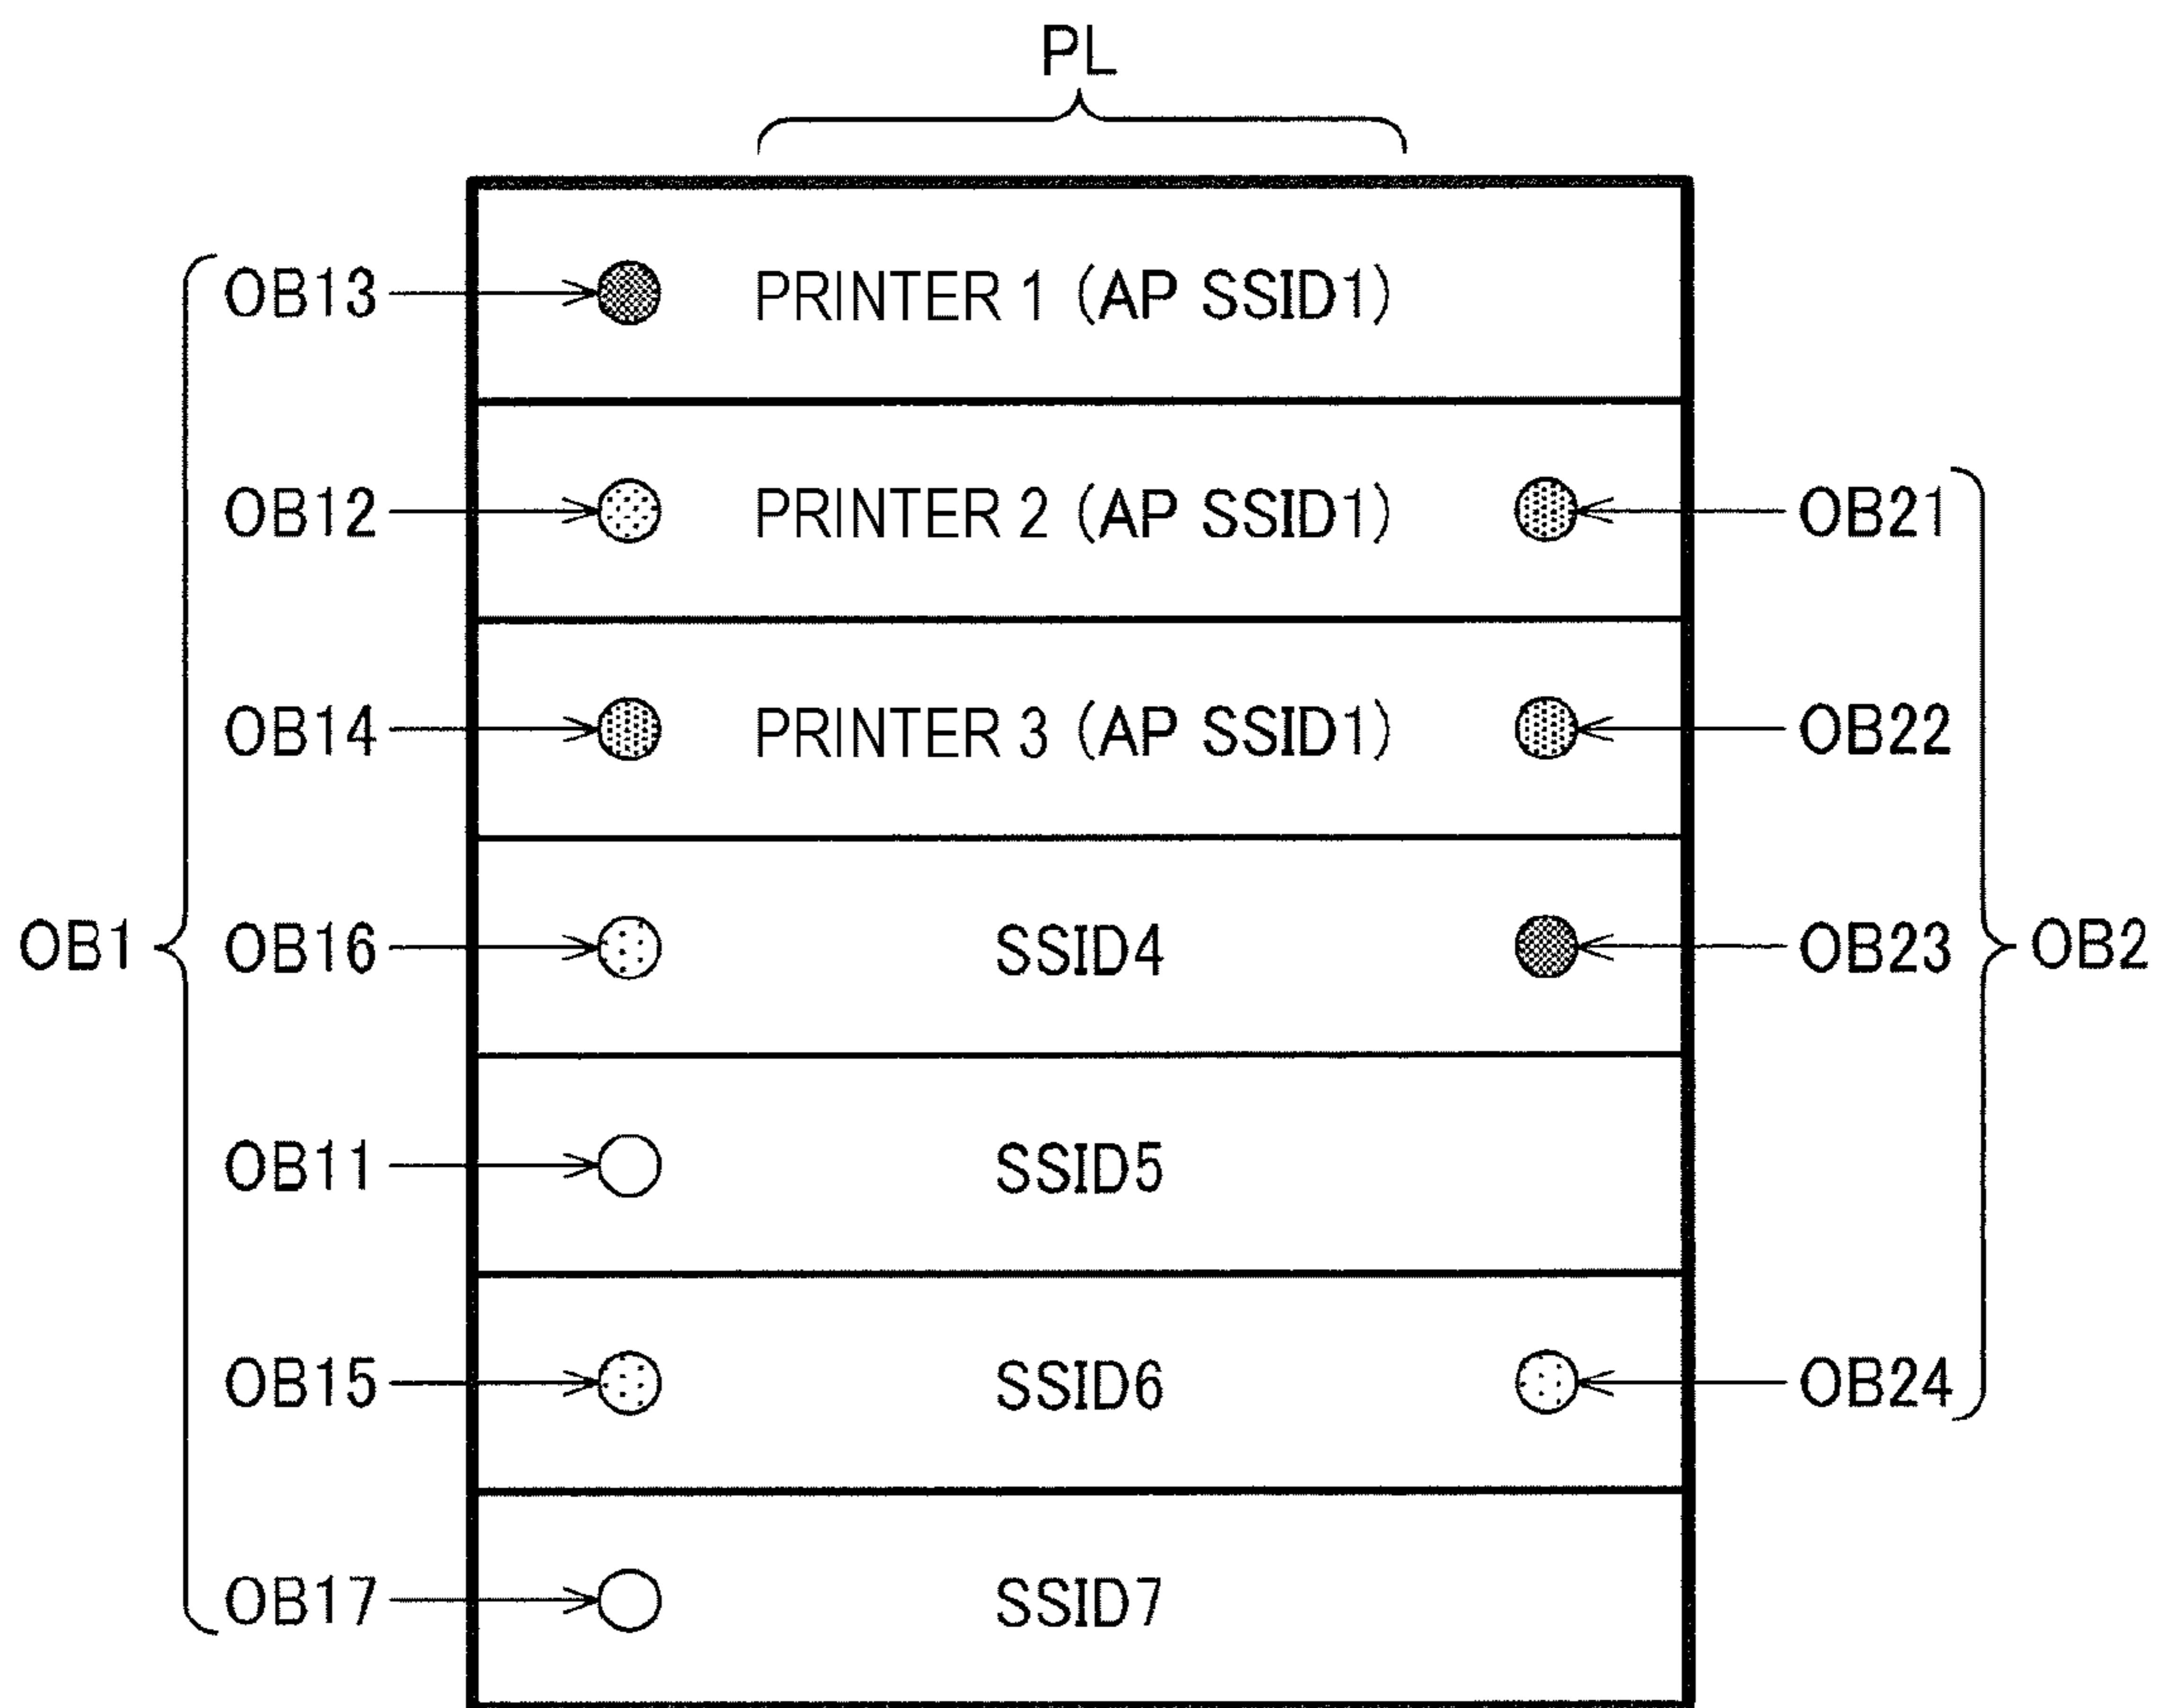 PL
OB13 PRINTER 1 (AP SSID1)
OB12 PRINTER 2 (AP SSID1) OB21
OB14 PRINTER 3 (AP SSID1) OB22
OB1 OB16 SSID4 OB23 OB2
OB11 SSID5
OB15 SSID6 OB24
OB17 SSID7